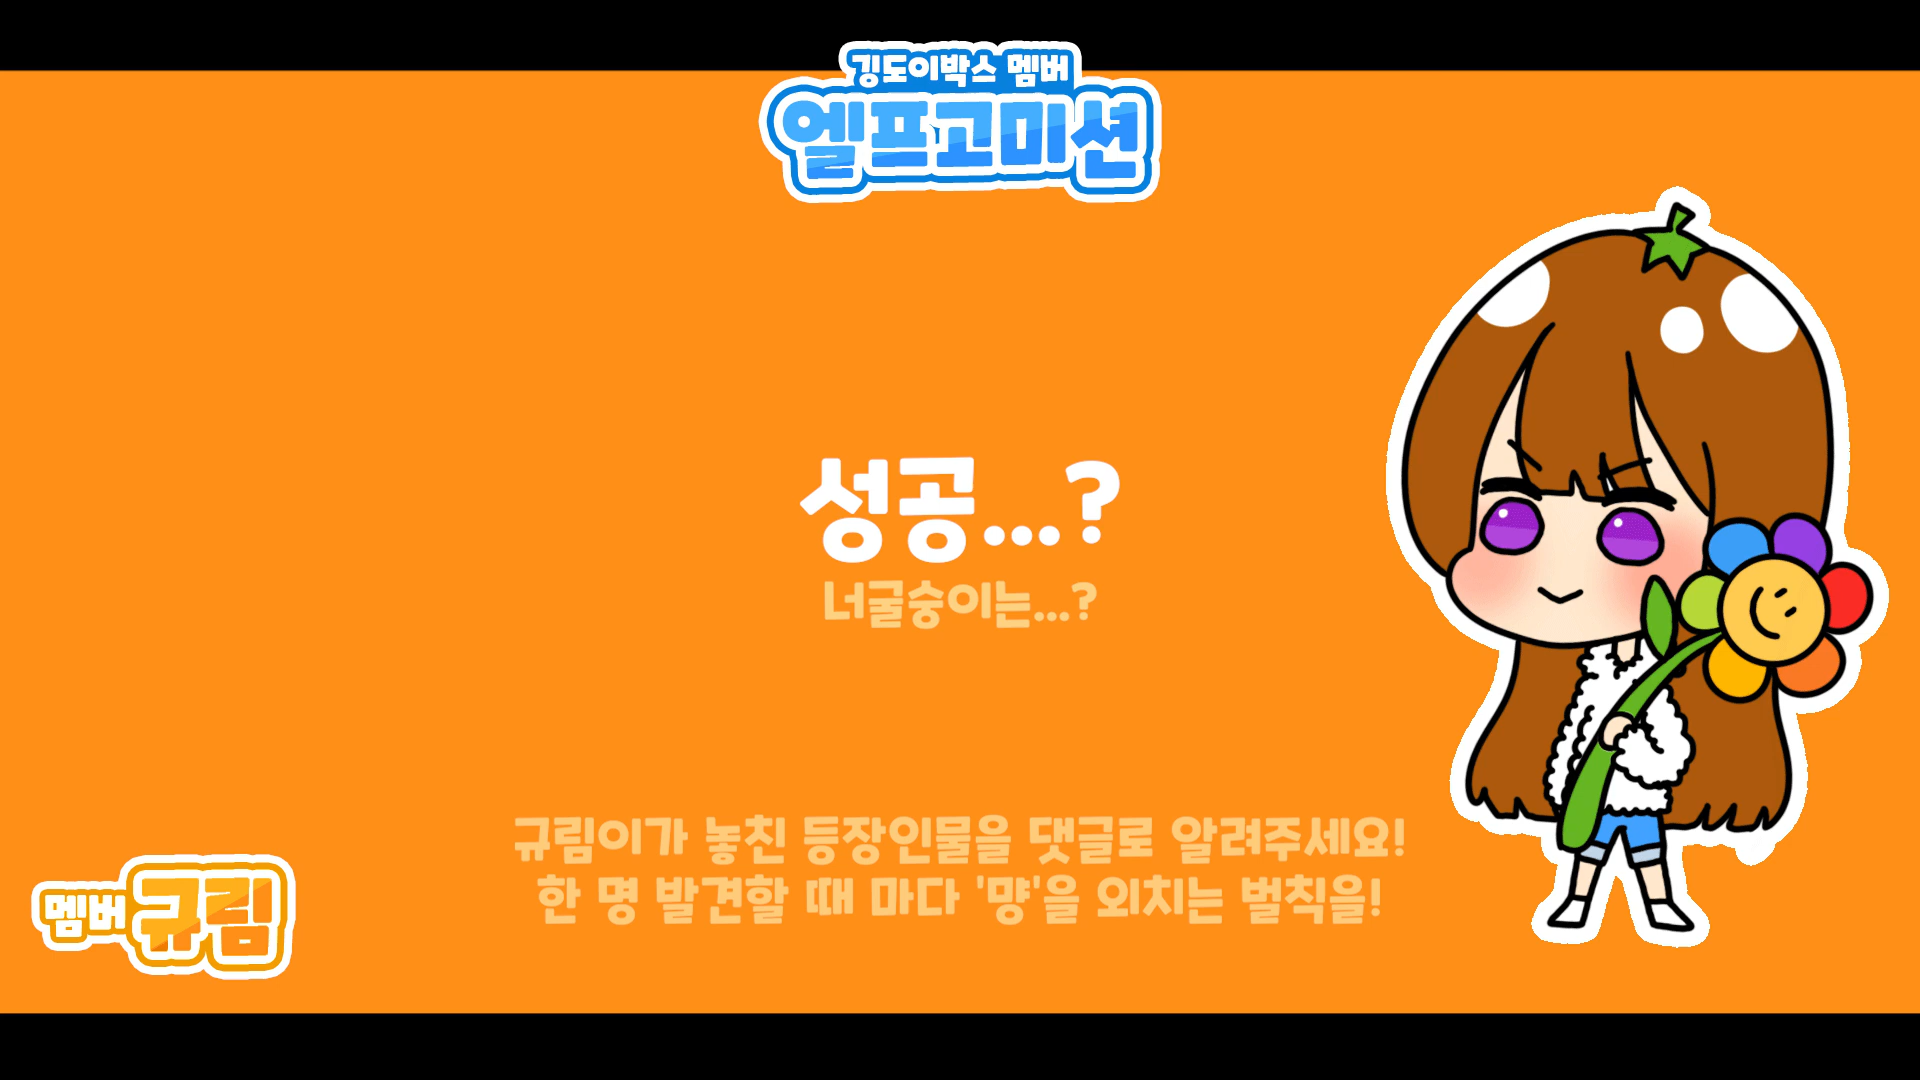 깅도이박스 멤버
엘프고미션
성공...?
너굴숭이는...?
규림이가 놓친 등장인물을 댓글로 알려주세요!
한 명 발견할 때 마다 '먄'을 외치는 벌칙을!
멤버 규림